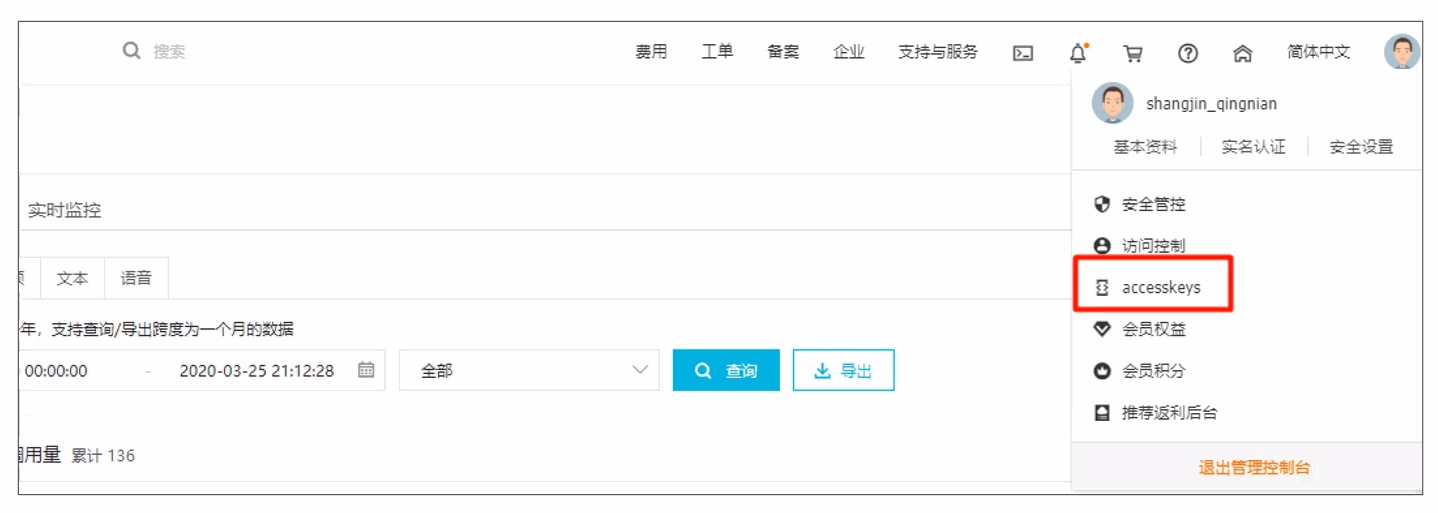 搜索 费用 工单 备案 企业 支持与服务 简体中文
shangjin_qingnian
基本资料 实名认证 安全设置
安全管控
实时监控
访问控制
文本 语音
accesskeys
年，支持查询/导出跨度为一个月的数据
会员权益
00:00:00 - 2020-03-25 21:12:28 全部 查询 导出
会员积分
推荐返利后台
用量 累计 136
退出管理控制台